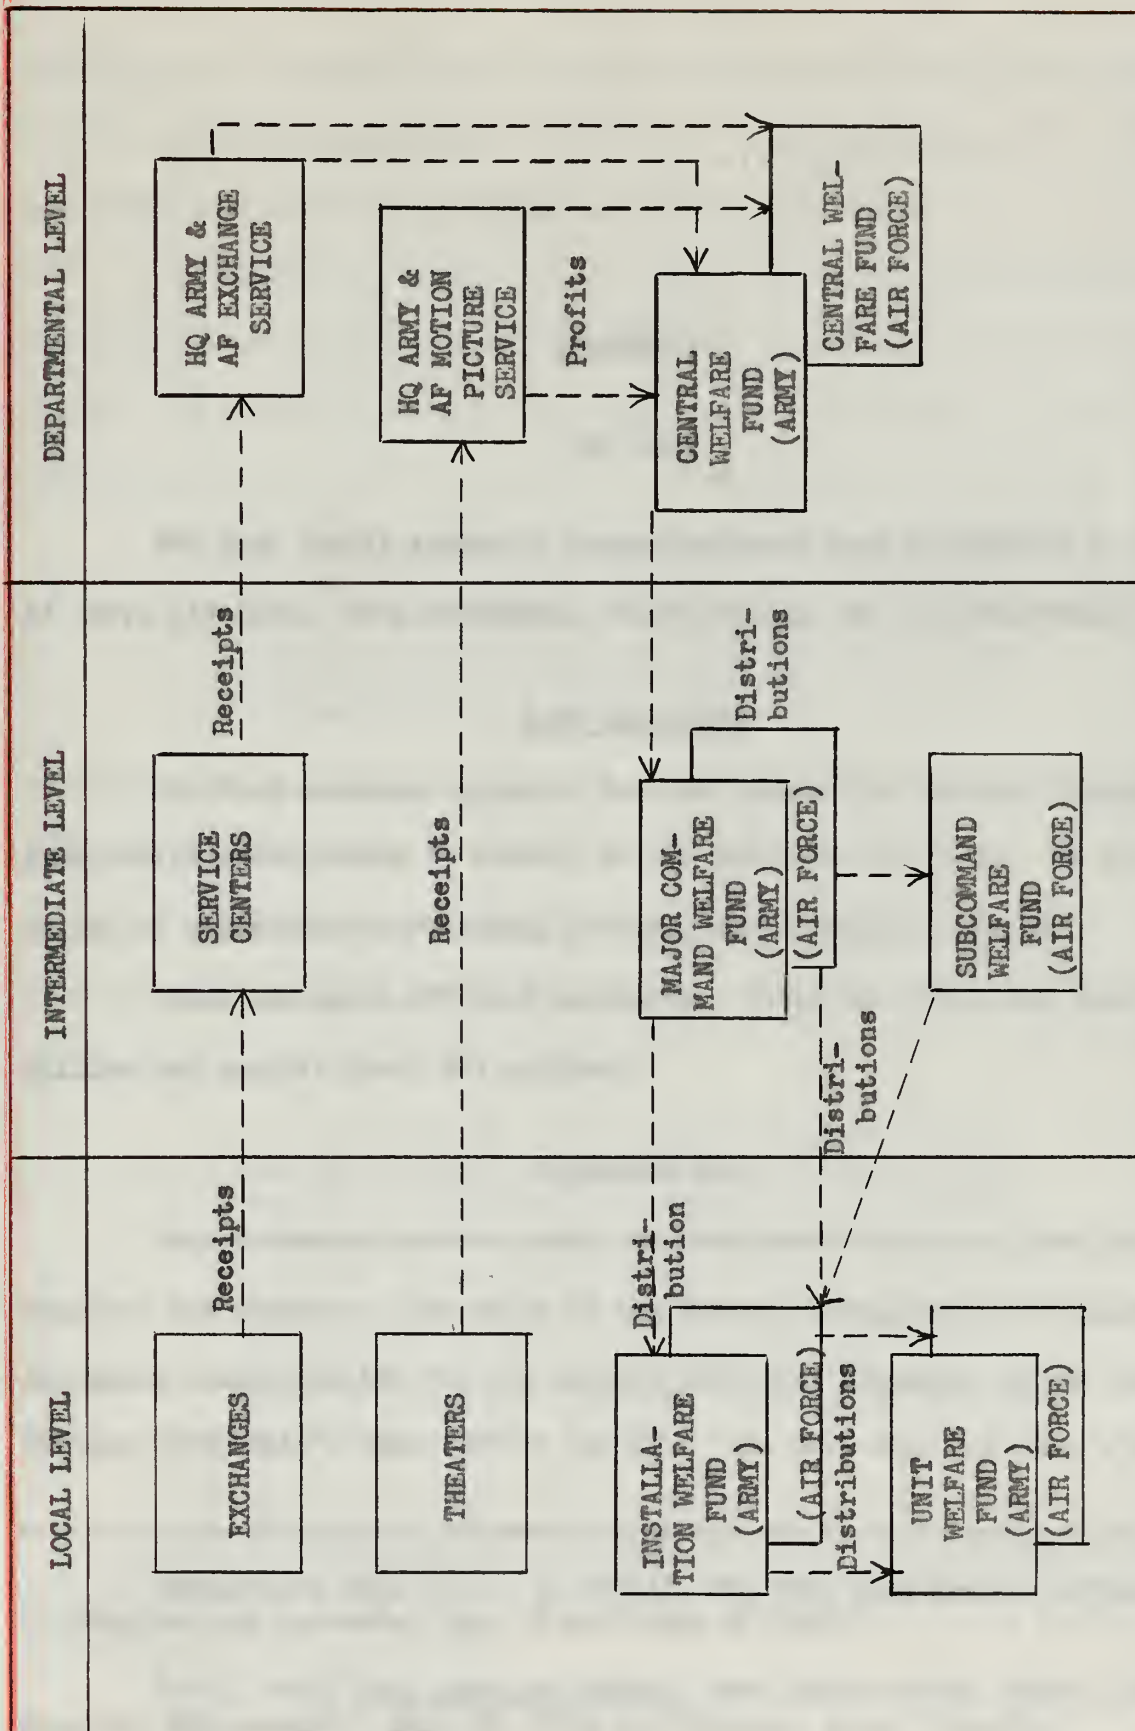 LOCAL LEVEL
INTERMEDIATE LEVEL
DEPARTMENTAL LEVEL
EXCHANGES
Receipts
SERVICE
CENTERS
Receipts
HQ ARMY &
AF EXCHANGE
SERVICE
THEATERS
Receipts
HQ ARMY &
AF MOTION
PICTURE
SERVICE
Profits
INSTALLA-
TION WELFARE
FUND
(ARMY)
(AIR FORCE)
Distri-
bution
MAJOR COM-
MAND WELFARE
FUND
(ARMY)
(AIR FORCE)
Distri-
butions
CENTRAL
WELFARE
FUND
(ARMY)
CENTRAL WEL-
FARE FUND
(AIR FORCE)
Distributions
Distri-
butions
UNIT
WELFARE
FUND
(ARMY)
(AIR FORCE)
SUBCOMMAND
WELFARE
FUND
(AIR FORCE)